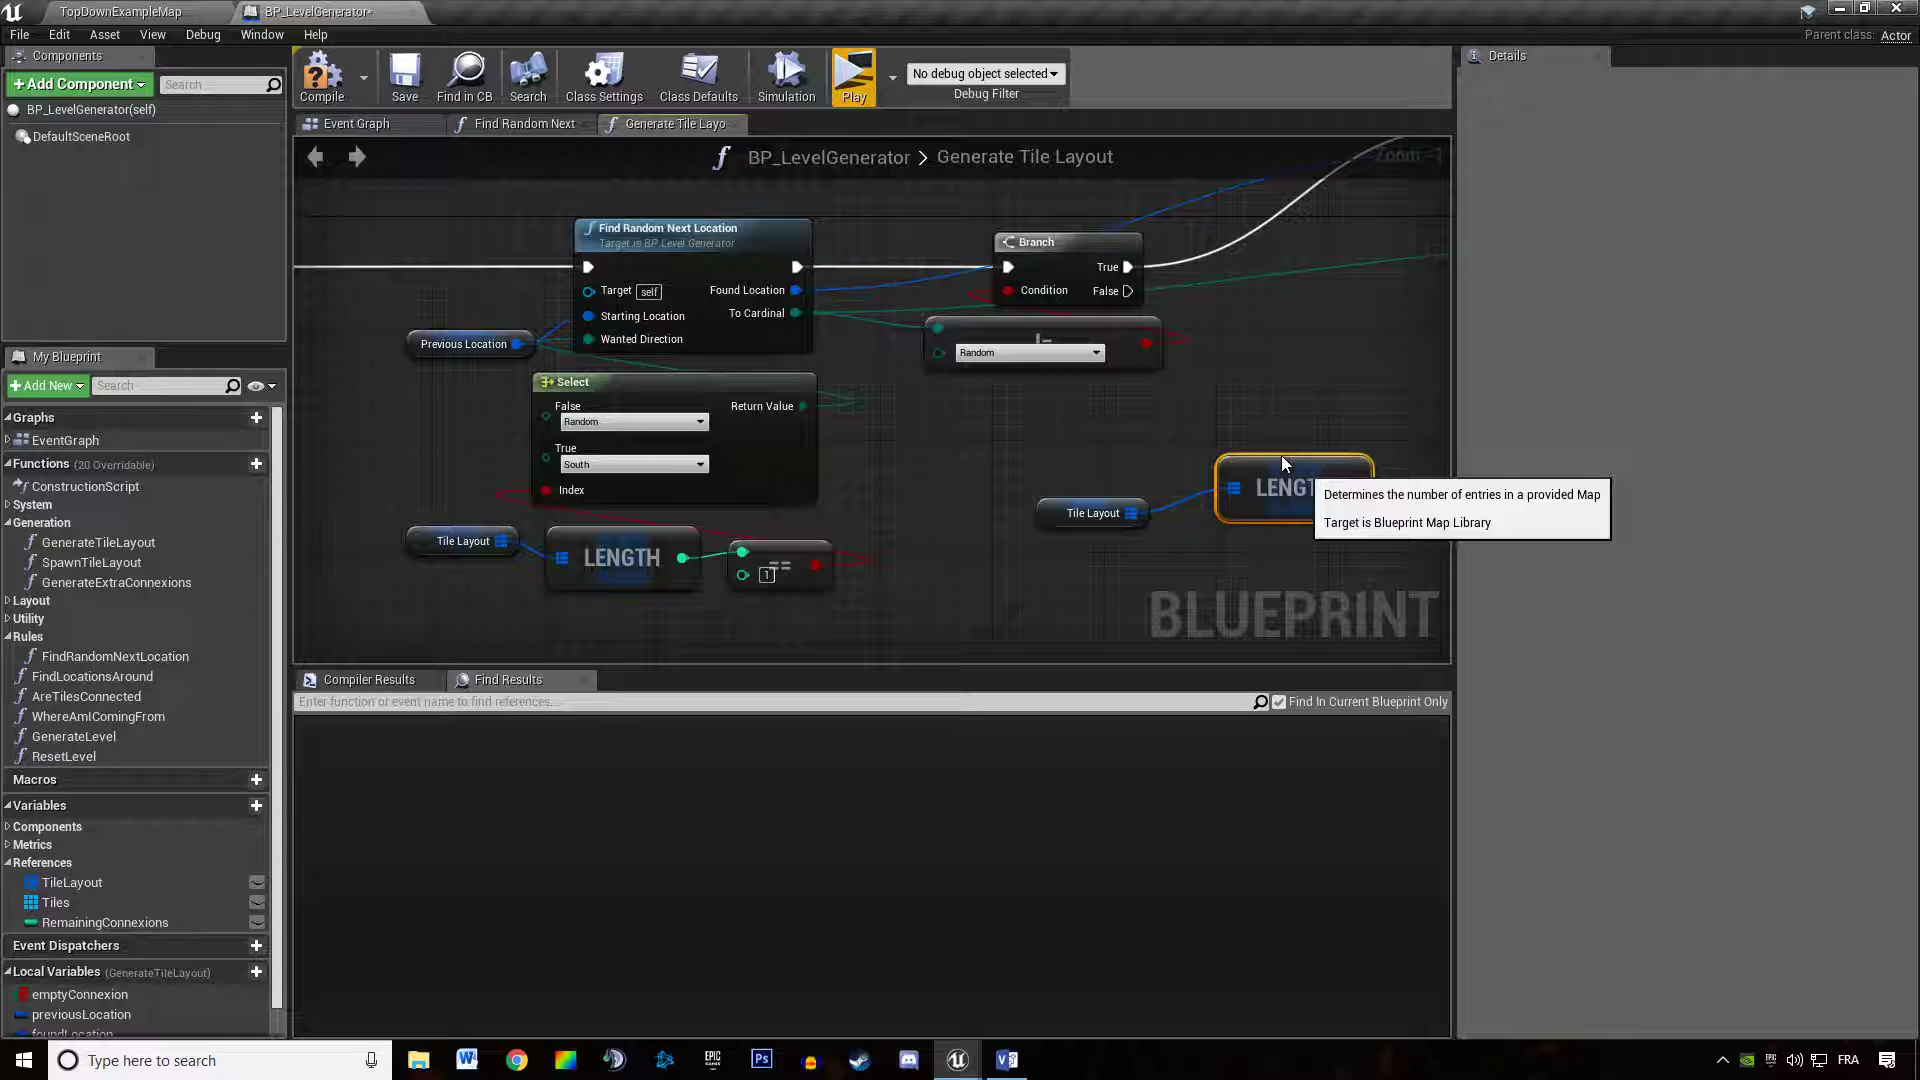 TopDownExampleMap
BP_LevelGenerator*
File Edit Asset View Debug Window Help
Parent class: Actor
Components
+Add Component
Search
BP_LevelGenerator(self)
DefaultSceneRoot
Compile
Save
Find in CB
Search
Class Settings
Class Defaults
Simulation
Play
No debug object selected
Debug Filter
Details
Event Graph
Find Random Next
Generate Tile Layo
BP_LevelGenerator > Generate Tile Layout
Zoom -1
Find Random Next Location
Target is BP Level Generator
Target self
Found Location
Starting Location
To Cardinal
Wanted Direction
Branch
True
Condition
False
Previous Location
!=
Random
Select
False
Return Value
Random
True
South
Index
Tile Layout
LENGTH
==
1
Tile Layout
LENGT
Determines the number of entries in a provided Map
Target is Blueprint Map Library
BLUEPRINT
My Blueprint
+Add New
Search
Graphs
EventGraph
Functions (20 Overridable)
ConstructionScript
System
Generation
GenerateTileLayout
SpawnTileLayout
GenerateExtraConnexions
Layout
Utility
Rules
FindRandomNextLocation
FindLocationsAround
AreTilesConnected
WhereAmIComingFrom
GenerateLevel
ResetLevel
Macros
Variables
Components
Metrics
References
TileLayout
Tiles
RemainingConnexions
Event Dispatchers
Local Variables (GenerateTileLayout)
emptyConnexion
previousLocation
foundLocation
Compiler Results
Find Results
Enter function or event name to find references...
Find In Current Blueprint Only
Type here to search
EPIC
Ps
FRA